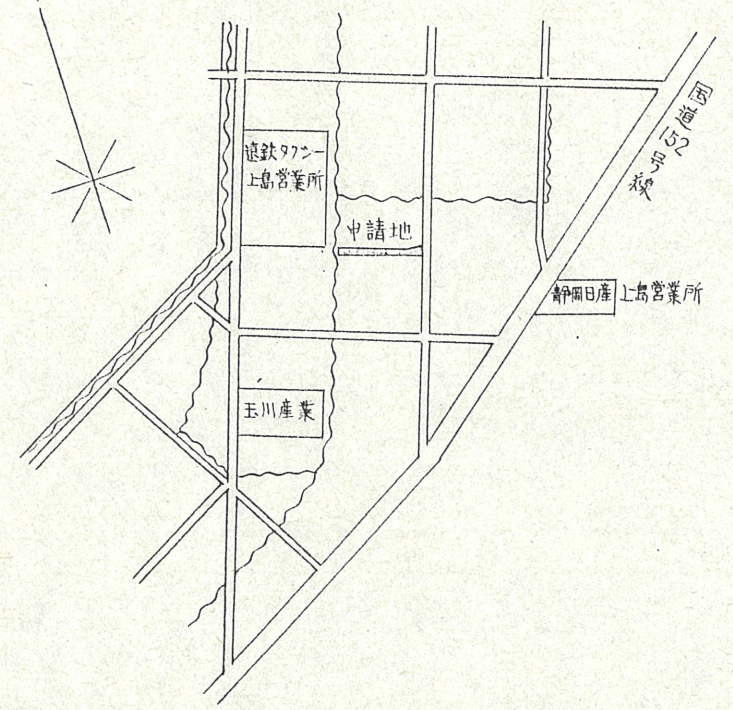 遠鉄タクシー
上島営業所
申請地
国道152号線
静岡日産上島営業所
玉川産業